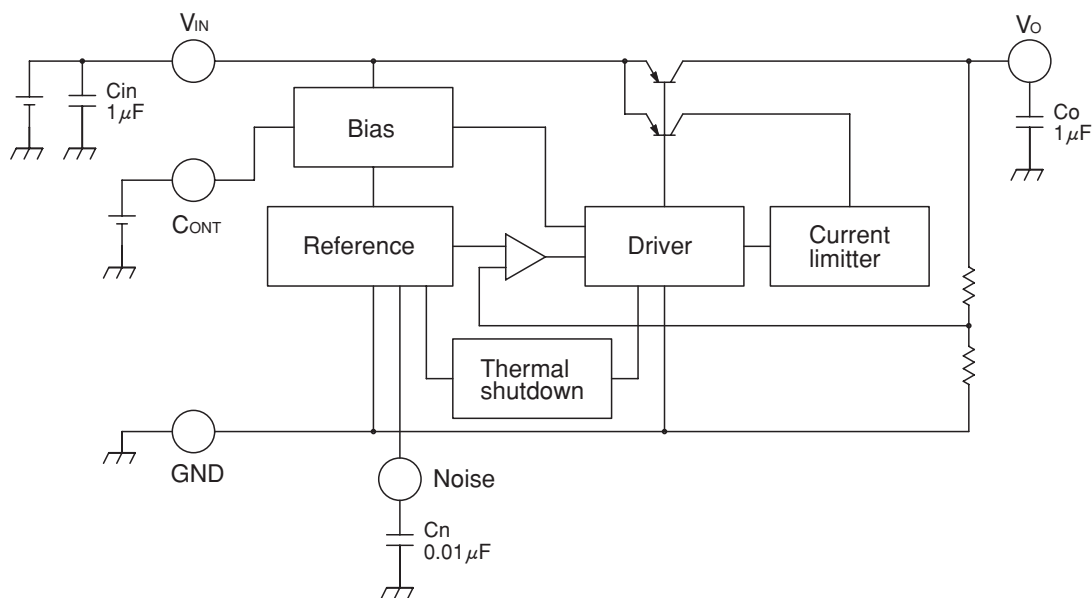 VIN
VO
Cin
1μF
Bias
Co
1μF
CONT
Reference
Driver
Current
limitter
Thermal
shutdown
GND
Noise
Cn
0.01μF